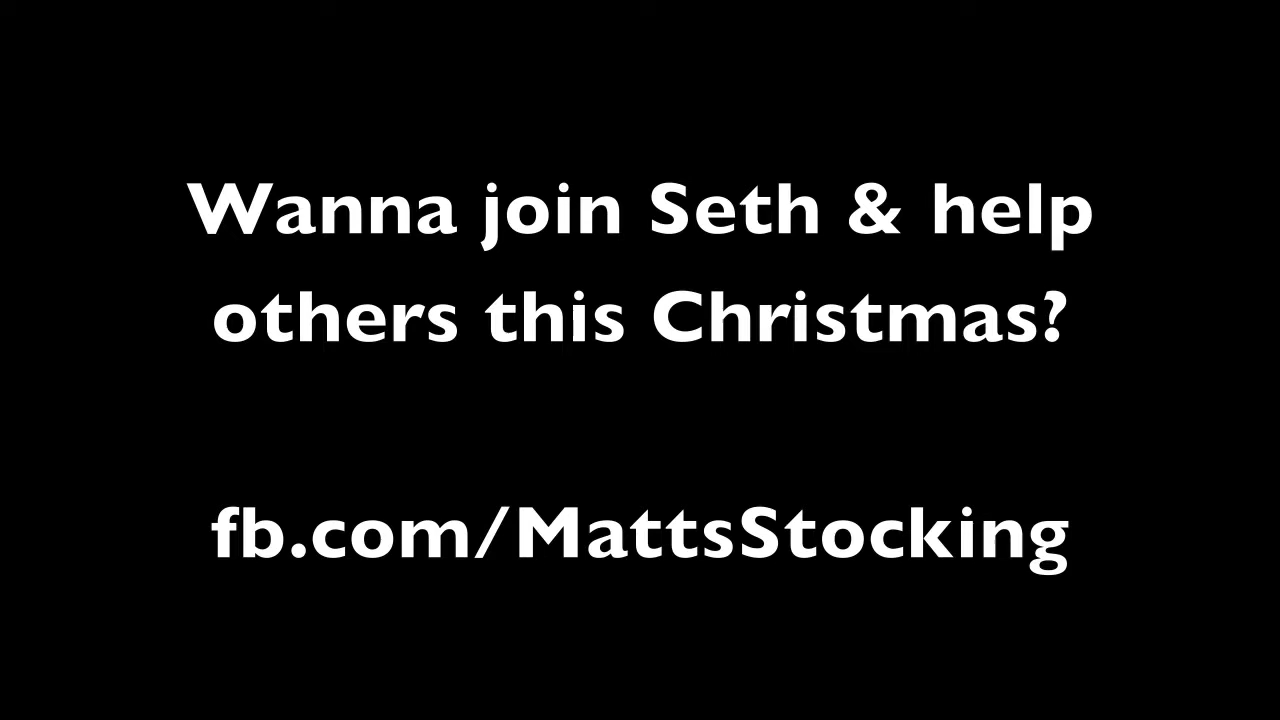 Wanna join Seth & help
others this Christmas?
fb.com/MattsStocking